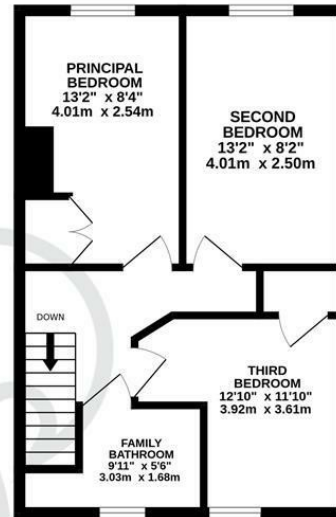 PRINCIPAL
BEDROOM
13'2" x 8'4"
4.01m x 2.54m
SECOND
BEDROOM
13'2" x 8'2"
4.01m x 2.50m
DOWN
THIRD
BEDROOM
12'10" x 11'10"
3.92m x 3.61m
FAMILY
BATHROOM
9'11" x 5'6"
3.03m x 1.68m